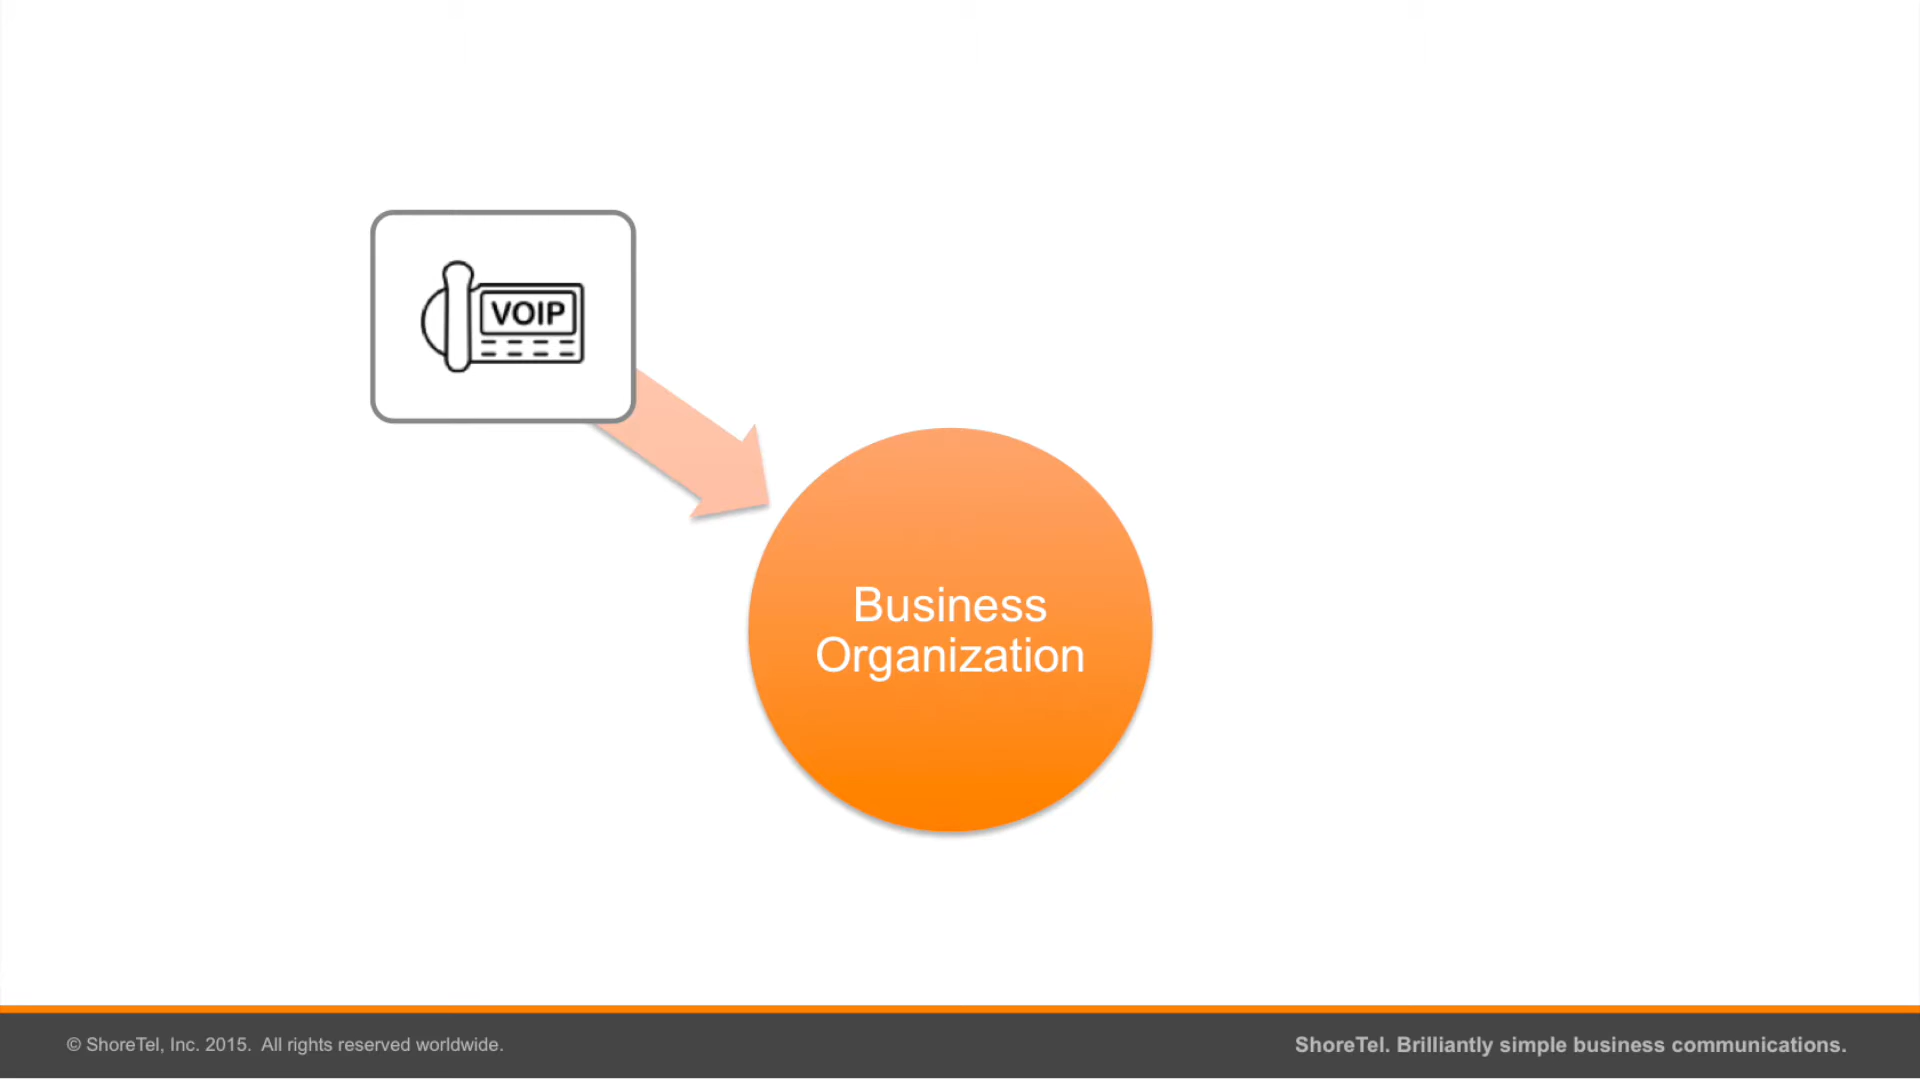 VOIP
Business
Organization
© ShoreTel, Inc. 2015.  All rights reserved worldwide.
ShoreTel. Brilliantly simple business communications.